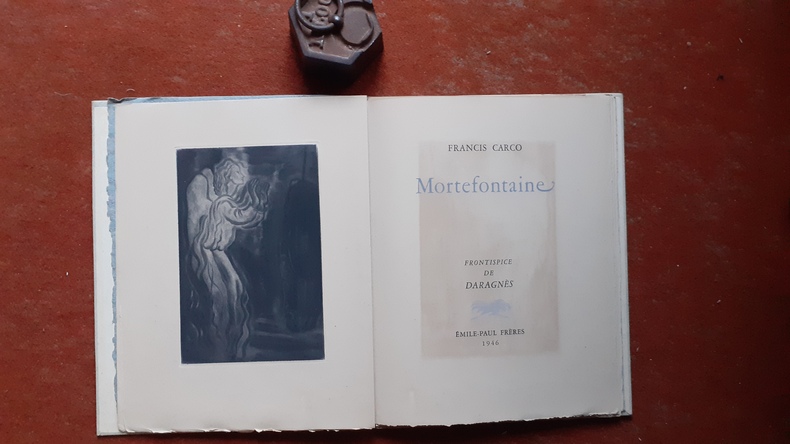 FRANCIS CARCO
Mortefontaine
FRONTISPICE
DE
DARAGNÈS
ÉMILE-PAUL FRÈRES
1946